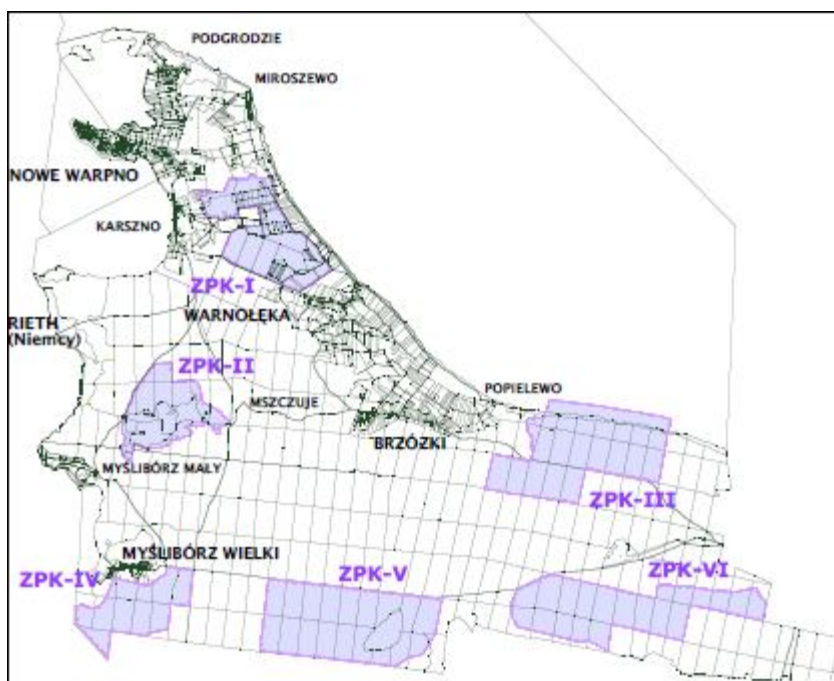 PODGRODZIE
MIROSZEWO
NOWE WARPNO
KARSZNO
ZPK-I
WARNOŁĘKA
RIETH
(Niemcy)
ZPK-II
POPIELEWO
MSZCZUJE
BRZÓZKI
MYŚLIBÓRZ MAŁY
ZPK-III
MYŚLIBÓRZ WIELKI
ZPK-IV
ZPK-V
ZPK-VI